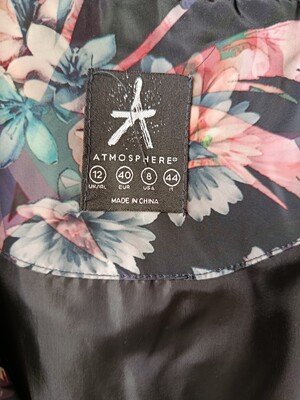 ATMOSPHERE
12 40 8 44
UK/IRL EUR USA IT
MADE IN CHINA